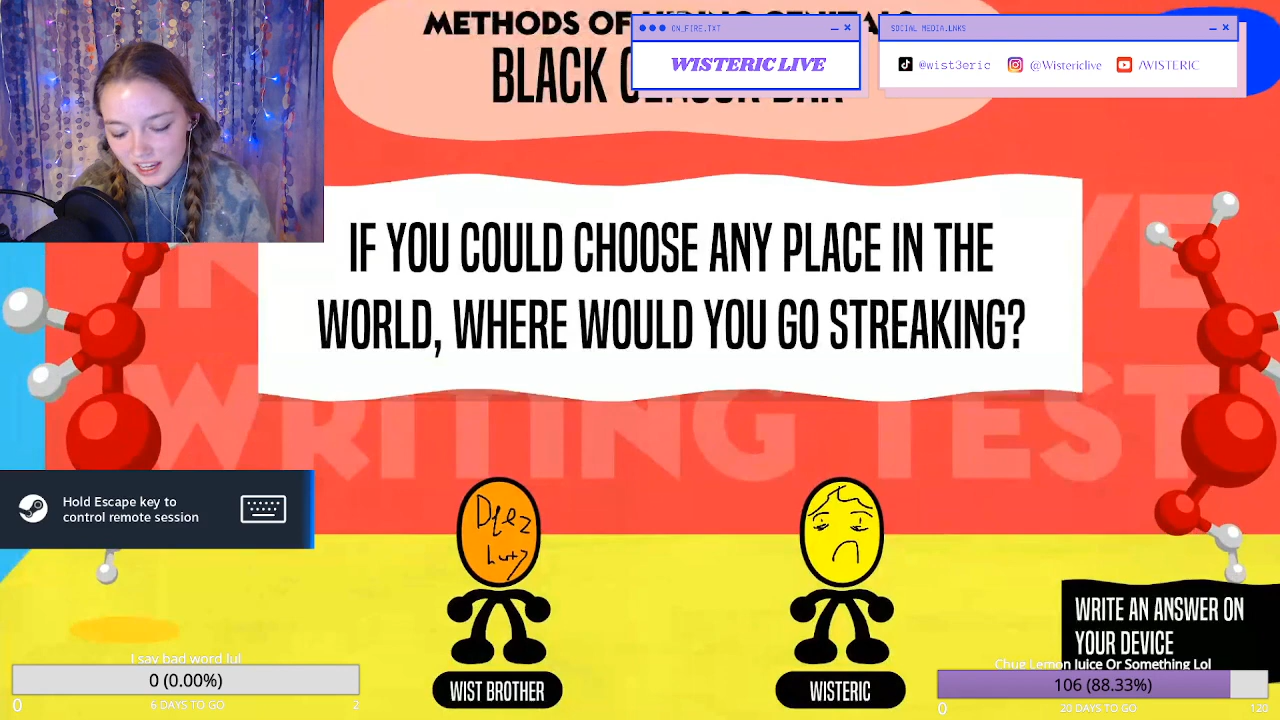 METHODS OF
BLACK
ON_FIRE.TXT
WISTERIC LIVE
SOCIAL MEDIA.LNKS
@wist3eric
@Wistericlive
/WISTERIC
IF YOU COULD CHOOSE ANY PLACE IN THE
WORLD, WHERE WOULD YOU GO STREAKING?
WRITING TEST
Hold Escape key to
control remote session
WRITE AN ANSWER ON
YOUR DEVICE
I say bad word lul
0 (0.00%)
0
6 DAYS TO GO
2
WIST BROTHER
WISTERIC
Chug Lemon Juice Or Something Lol
106 (88.33%)
0
20 DAYS TO GO
120